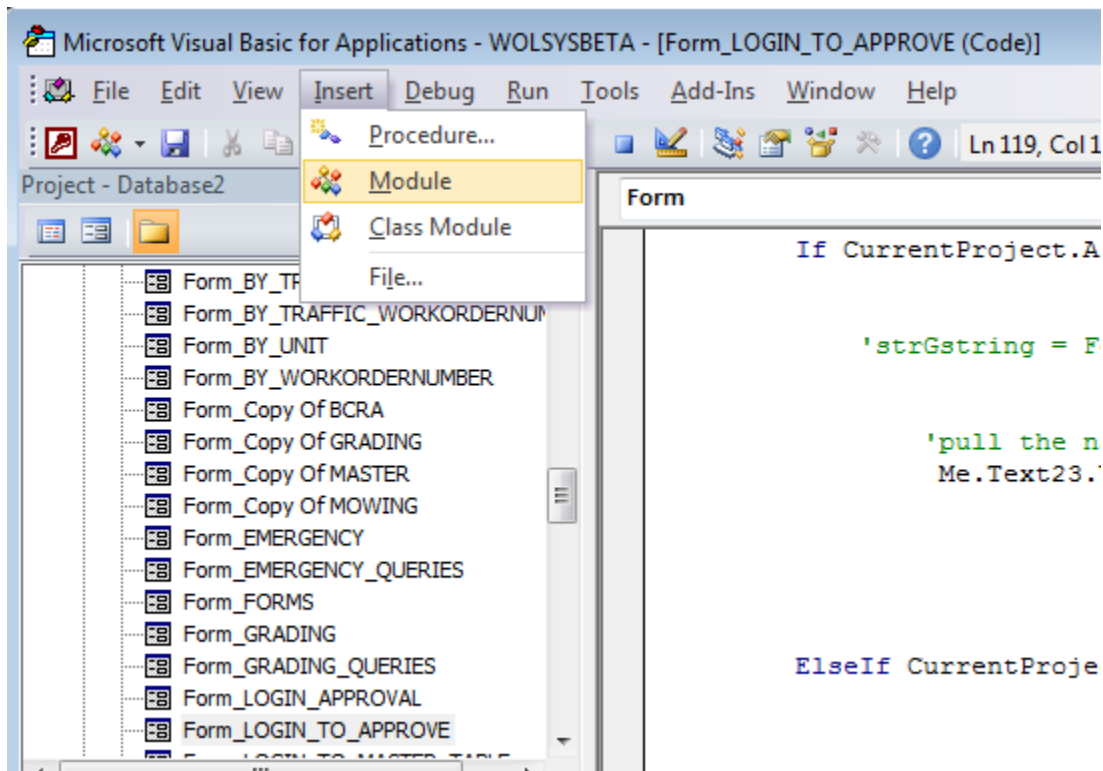 Microsoft Visual Basic for Applications - WOLSYSBETA - [Form_LOGIN_TO_APPROVE (Code)]
File Edit View Insert Debug Run Tools Add-Ins Window Help
Procedure...
Module
Class Module
File...
Ln 119, Col 1
Project - Database2
Form
Form_BY_TR
Form_BY_TRAFFIC_WORKORDERNUM
Form_BY_UNIT
Form_BY_WORKORDERNUMBER
Form_Copy Of BCRA
Form_Copy Of GRADING
Form_Copy Of MASTER
Form_Copy Of MOWING
Form_EMERGENCY
Form_EMERGENCY_QUERIES
Form_FORMS
Form_GRADING
Form_GRADING_QUERIES
Form_LOGIN_APPROVAL
Form_LOGIN_TO_APPROVE
If CurrentProject.A
'strGstring = F
'pull the n
Me.Text23.
ElseIf CurrentProje